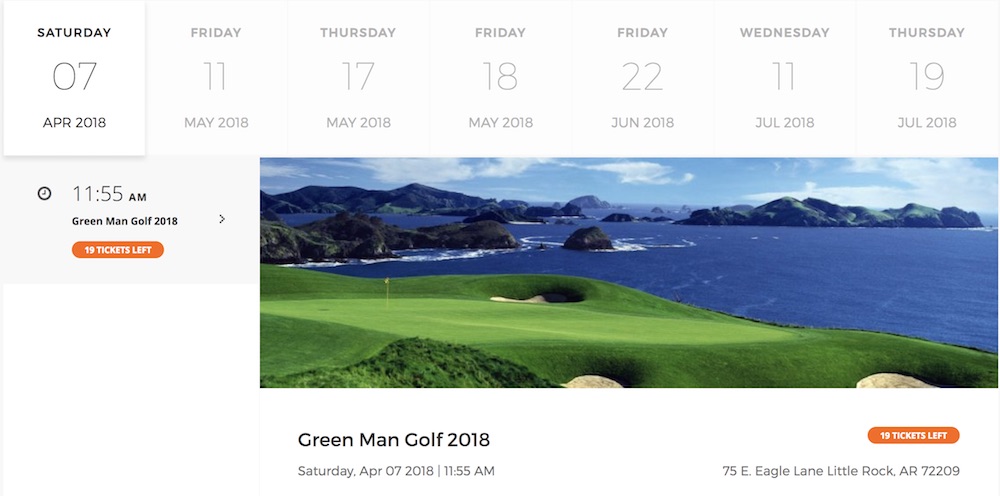 SATURDAY FRIDAY THURSDAY FRIDAY FRIDAY WEDNESDAY THURSDAY
07 11 17 18 22 11 19
APR 2018 MAY 2018 MAY 2018 MAY 2018 JUN 2018 JUL 2018 JUL 2018
11:55 AM
Green Man Golf 2018
19 TICKETS LEFT
Green Man Golf 2018
19 TICKETS LEFT
Saturday, Apr 07 2018 | 11:55 AM
75 E. Eagle Lane Little Rock, AR 72209